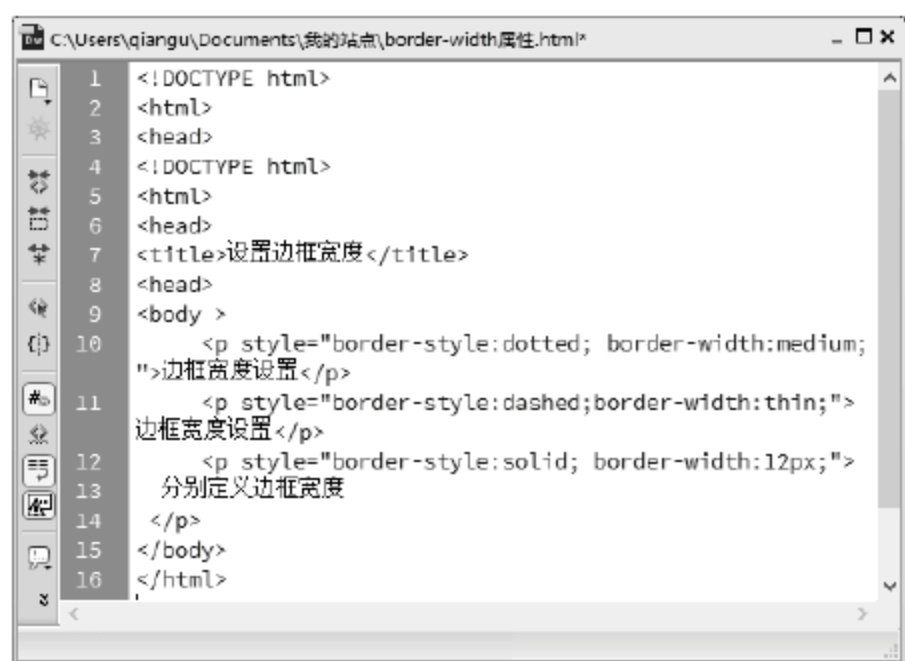 C:\Users\qiangu\Documents\我的站点\border-width属性.html*
1 <!DOCTYPE html>
2 <html>
3 <head>
4 <!DOCTYPE html>
5 <html>
6 <head>
7 <title>设置边框宽度</title>
8 <head>
9 <body >
10 <p style="border-style:dotted; border-width:medium;
">边框宽度设置</p>
11 <p style="border-style:dashed;border-width:thin;">
边框宽度设置</p>
12 <p style="border-style:solid; border-width:12px;">
13 分别定义边框宽度
14 </p>
15 </body>
16 </html>